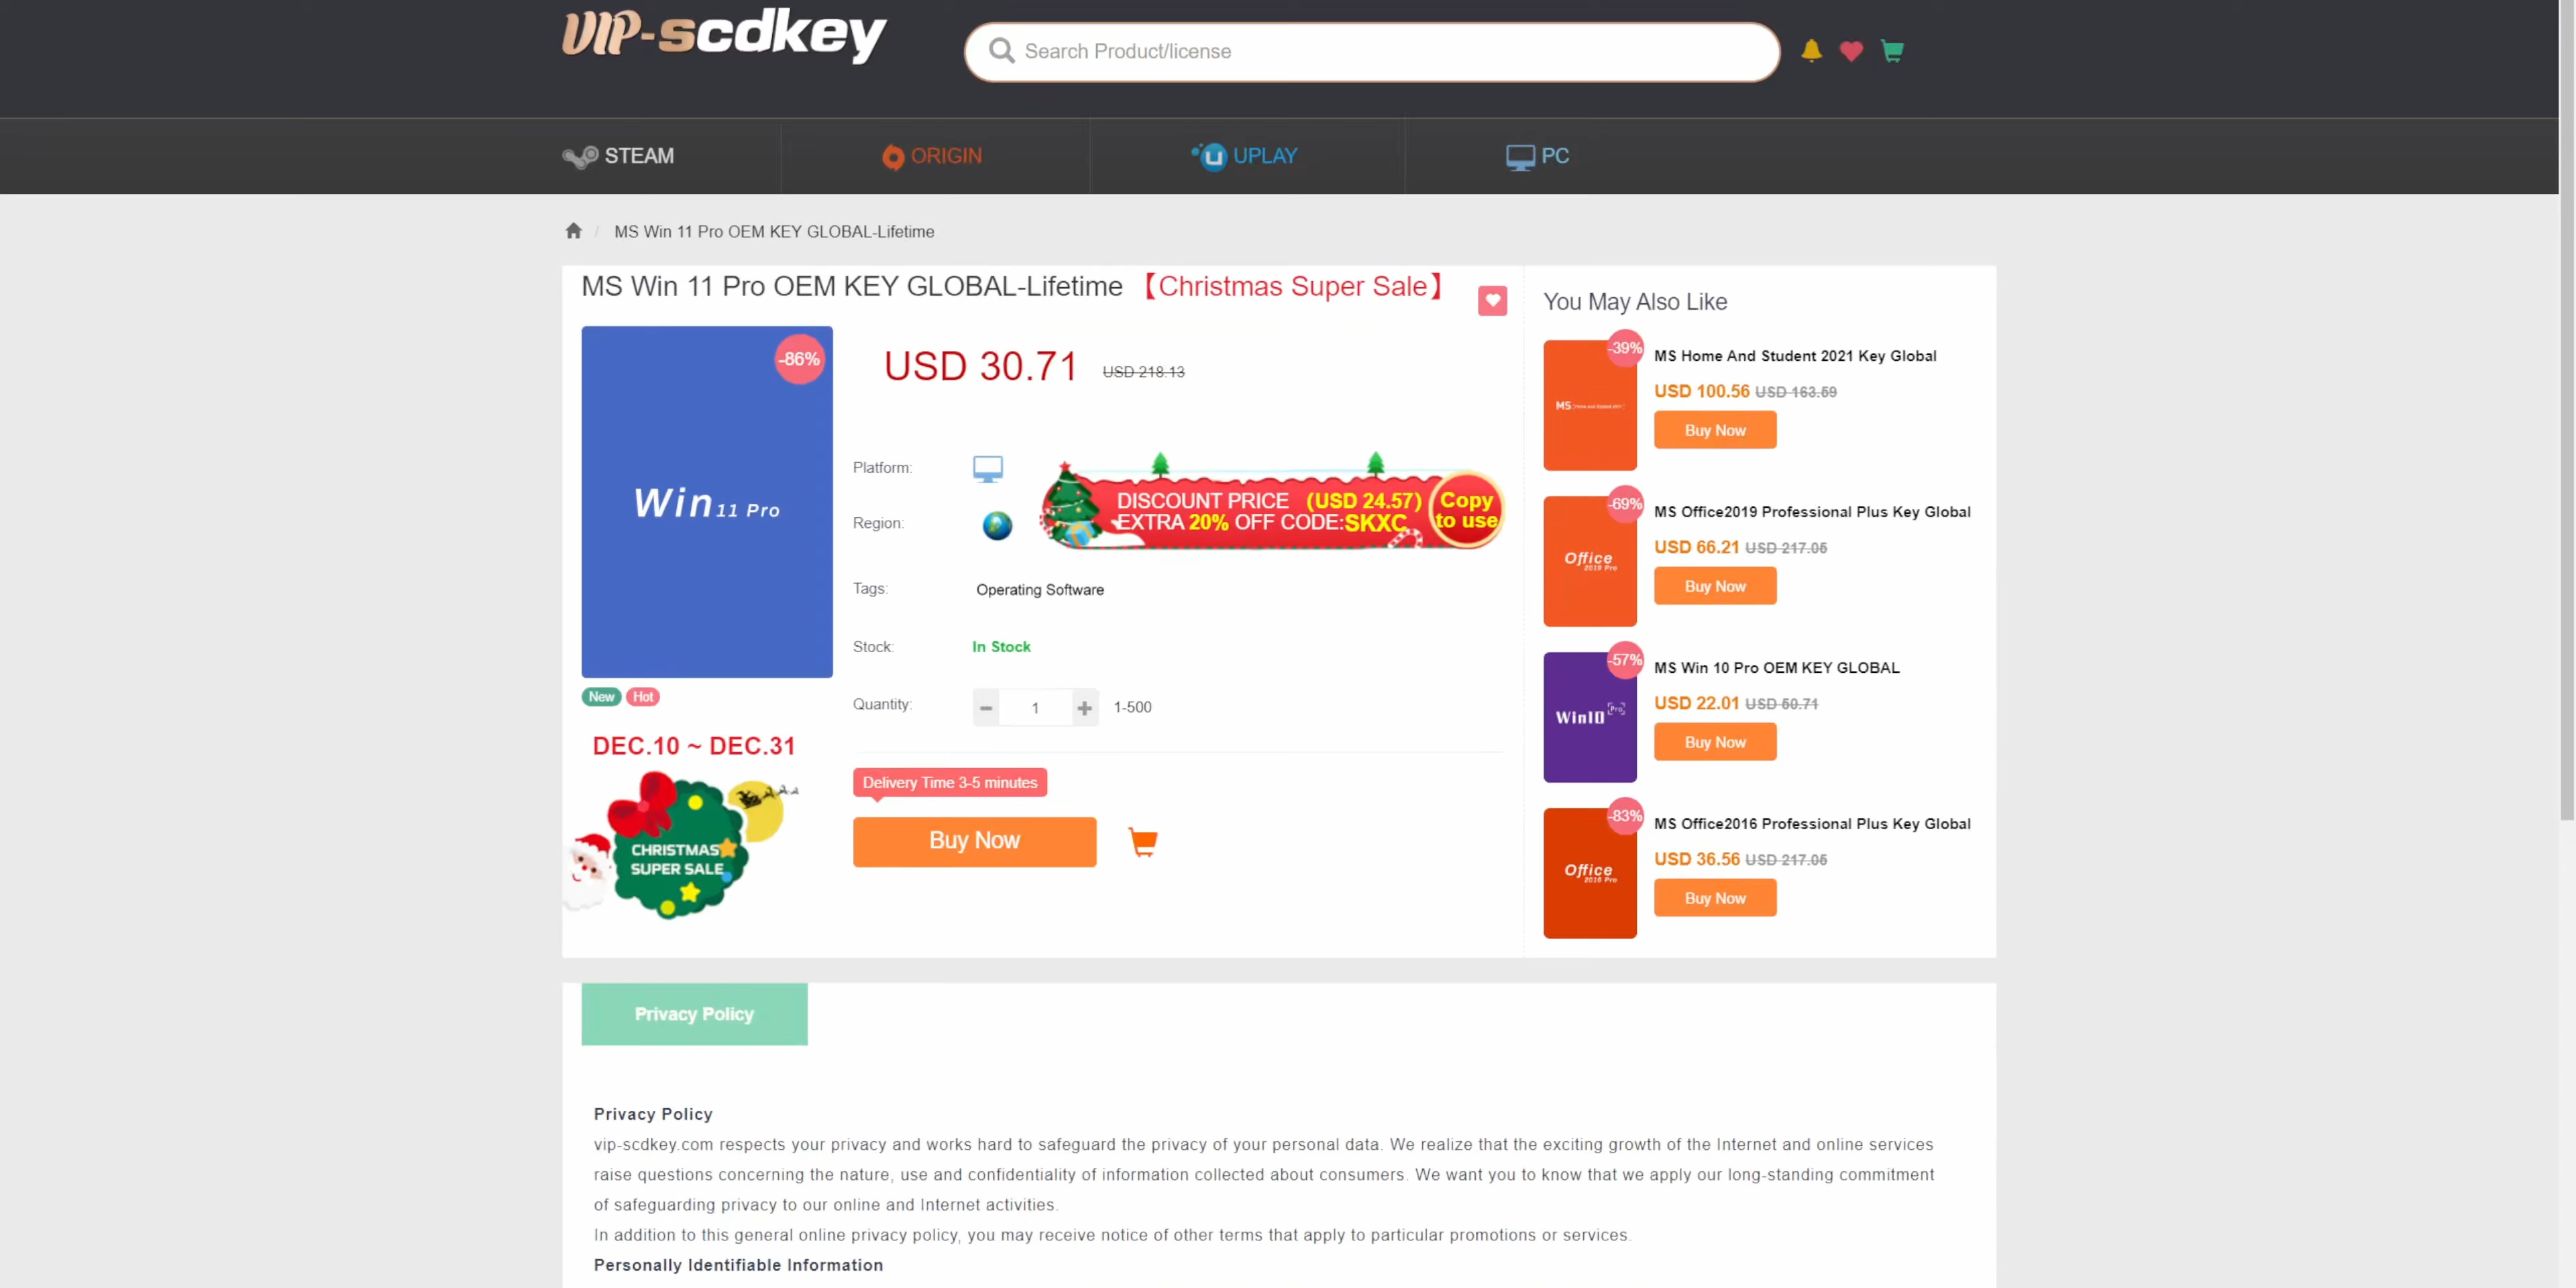 VIP-scdkey
Search Product/license
STEAM
ORIGIN
UPLAY
PC
/ MS Win 11 Pro OEM KEY GLOBAL-Lifetime
MS Win 11 Pro OEM KEY GLOBAL-Lifetime 【Christmas Super Sale】
-86%
Win 11 Pro
New Hot
DEC.10 ~ DEC.31
CHRISTMAS
SUPER SALE
USD 30.71 USD 218.13
Platform:
Region:
DISCOUNT PRICE (USD 24.57)
EXTRA 20% OFF CODE:SKXC
Copy
to use
Tags: Operating Software
Stock: In Stock
Quantity: - 1 + 1-500
Delivery Time 3-5 minutes
Buy Now
You May Also Like
-39%
MS
MS Home And Student 2021 Key Global
USD 100.56 USD 163.59
Buy Now
-69%
Office
2019 Pro
MS Office2019 Professional Plus Key Global
USD 66.21 USD 217.05
Buy Now
-57%
Win10 Pro
MS Win 10 Pro OEM KEY GLOBAL
USD 22.01 USD 50.71
Buy Now
-83%
Office
2016 Pro
MS Office2016 Professional Plus Key Global
USD 36.56 USD 217.05
Buy Now
Privacy Policy
Privacy Policy
vip-scdkey.com respects your privacy and works hard to safeguard the privacy of your personal data. We realize that the exciting growth of the Internet and online services
raise questions concerning the nature, use and confidentiality of information collected about consumers. We want you to know that we apply our long-standing commitment
of safeguarding privacy to our online and Internet activities.
In addition to this general online privacy policy, you may receive notice of other terms that apply to particular promotions or services.
Personally Identifiable Information